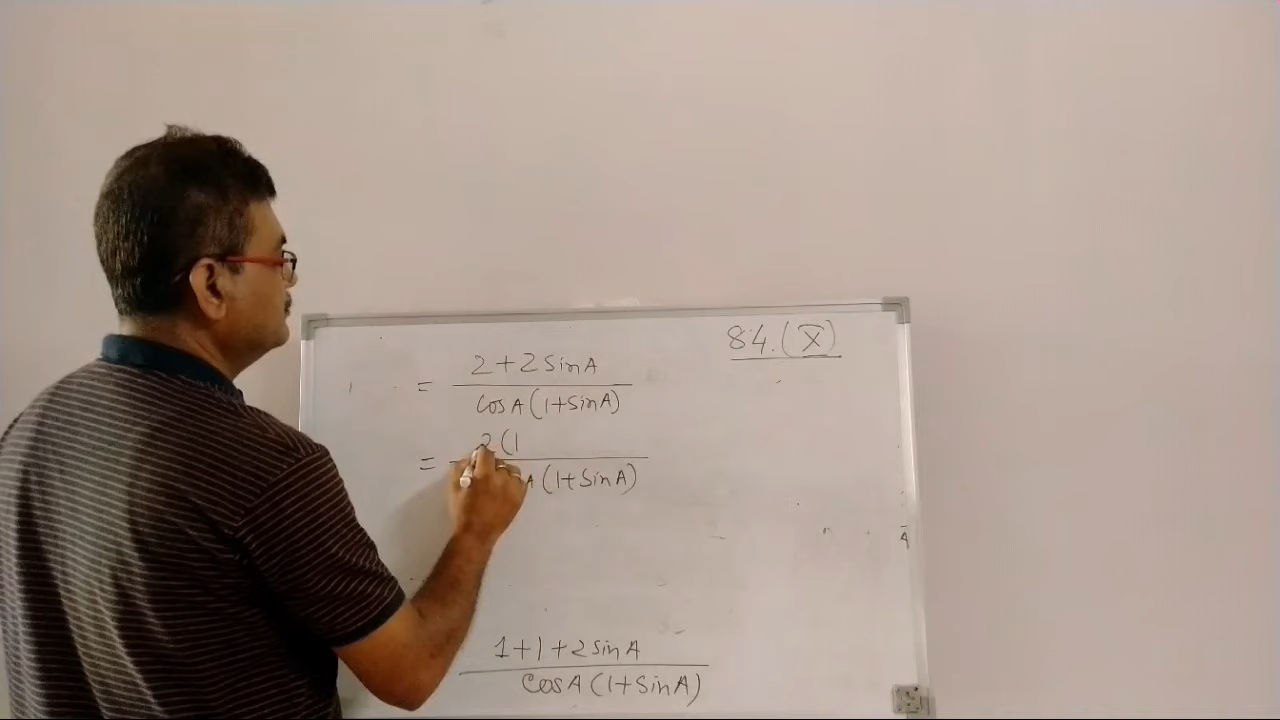 84. (X)
= 2 + 2 sin A
cos A (1 + sin A)
= 2 (1
A (1 + sin A)
1 + 1 + 2 sin A
cos A (1 + sin A)